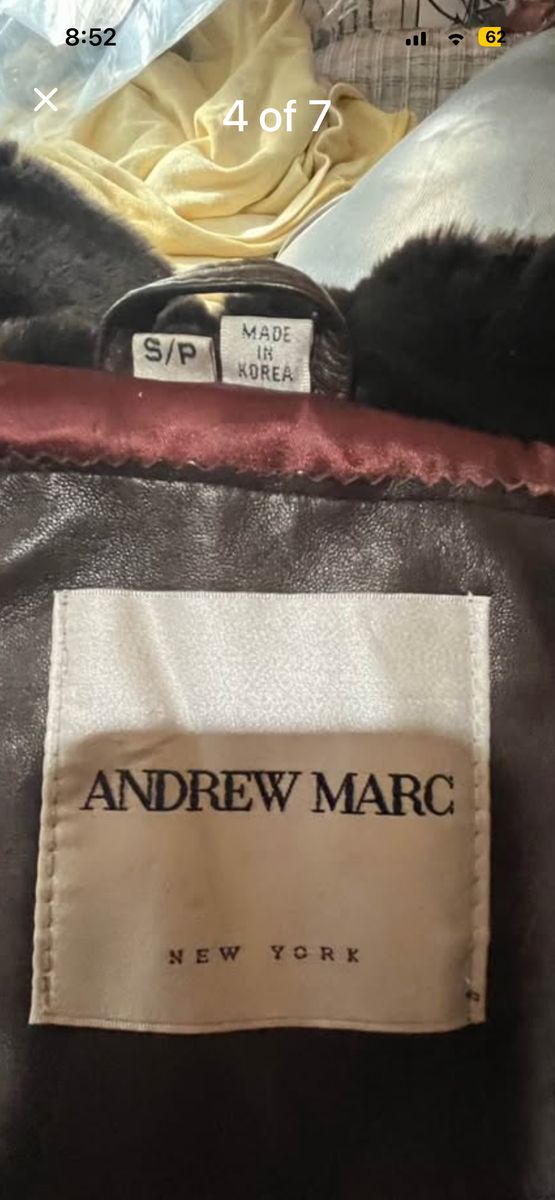 8:52
62
4 of 7
S/P
MADE
IN
KOREA
ANDREW MARC
NEW YORK